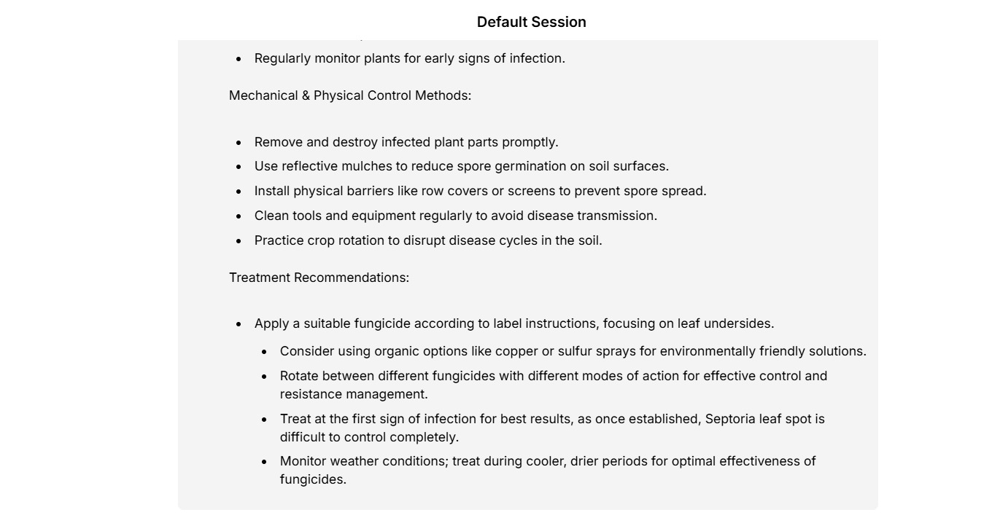 Default Session
Regularly monitor plants for early signs of infection.
Mechanical & Physical Control Methods:
Remove and destroy infected plant parts promptly.
Use reflective mulches to reduce spore germination on soil surfaces.
Install physical barriers like row covers or screens to prevent spore spread.
Clean tools and equipment regularly to avoid disease transmission.
Practice crop rotation to disrupt disease cycles in the soil.
Treatment Recommendations:
Apply a suitable fungicide according to label instructions, focusing on leaf undersides.
Consider using organic options like copper or sulfur sprays for environmentally friendly solutions.
Rotate between different fungicides with different modes of action for effective control and
resistance management.
Treat at the first sign of infection for best results, as once established, Septoria leaf spot is
difficult to control completely.
Monitor weather conditions; treat during cooler, drier periods for optimal effectiveness of
fungicides.